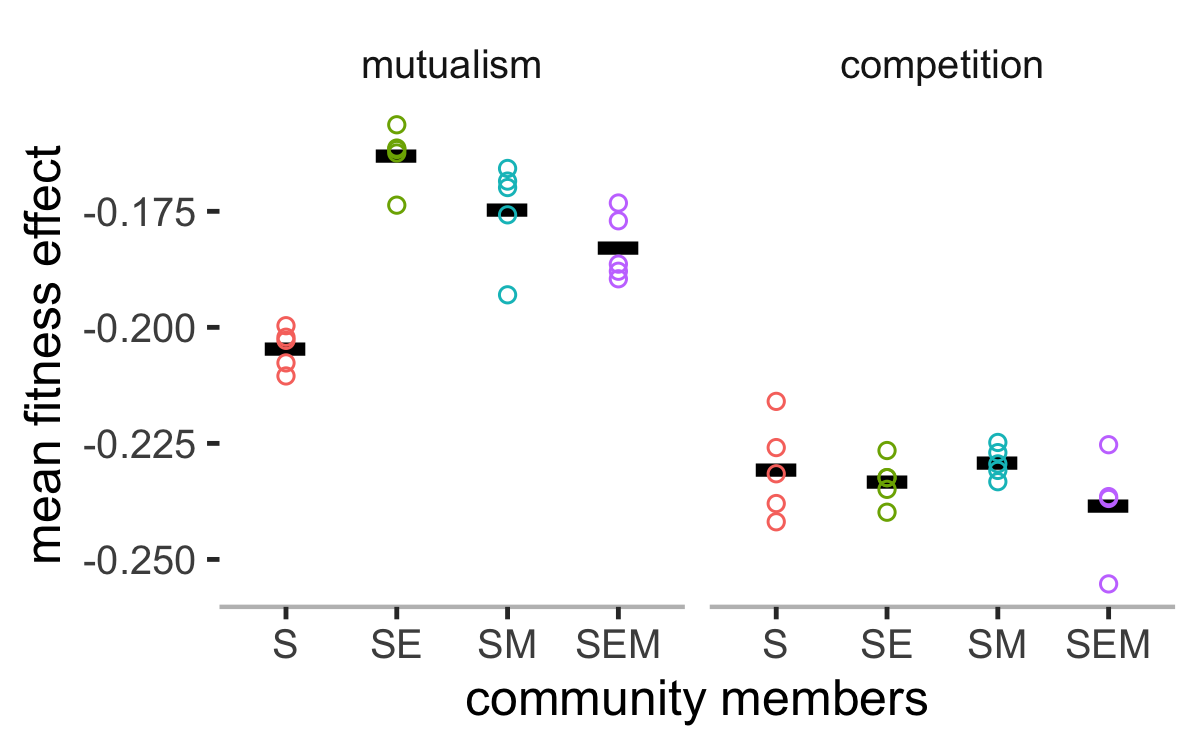 mutualism
competition
mean fitness effect
-0.175
-0.200
-0.225
-0.250
S SE SM SEM
S SE SM SEM
community members